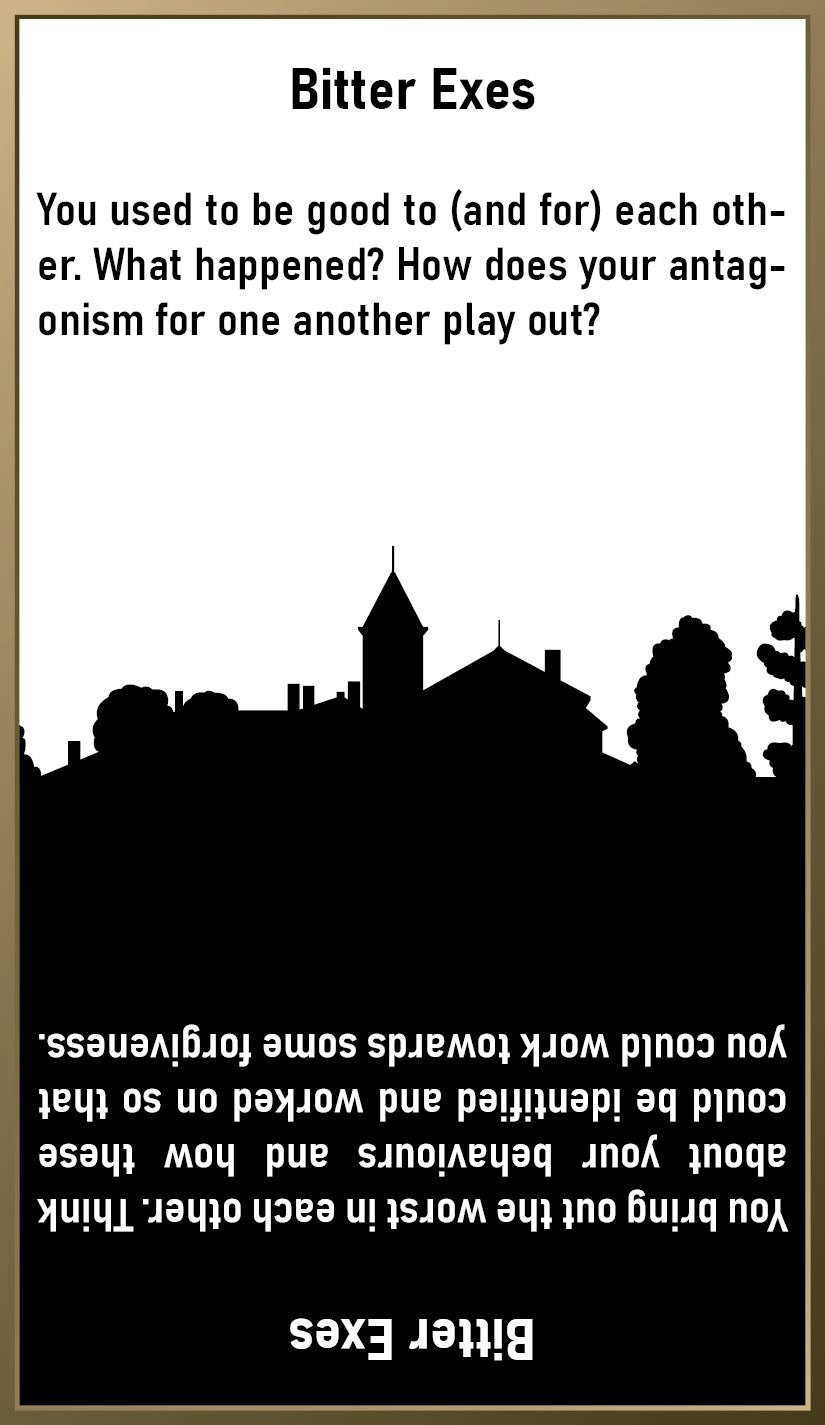 Bitter Exes
You used to be good to (and for) each oth-
er. What happened? How does your antag-
onism for one another play out?
Bitter Exes
You bring out the worst in each other. Think
about your behaviours and how these
could be identified and worked on so that
you could work towards some forgiveness.